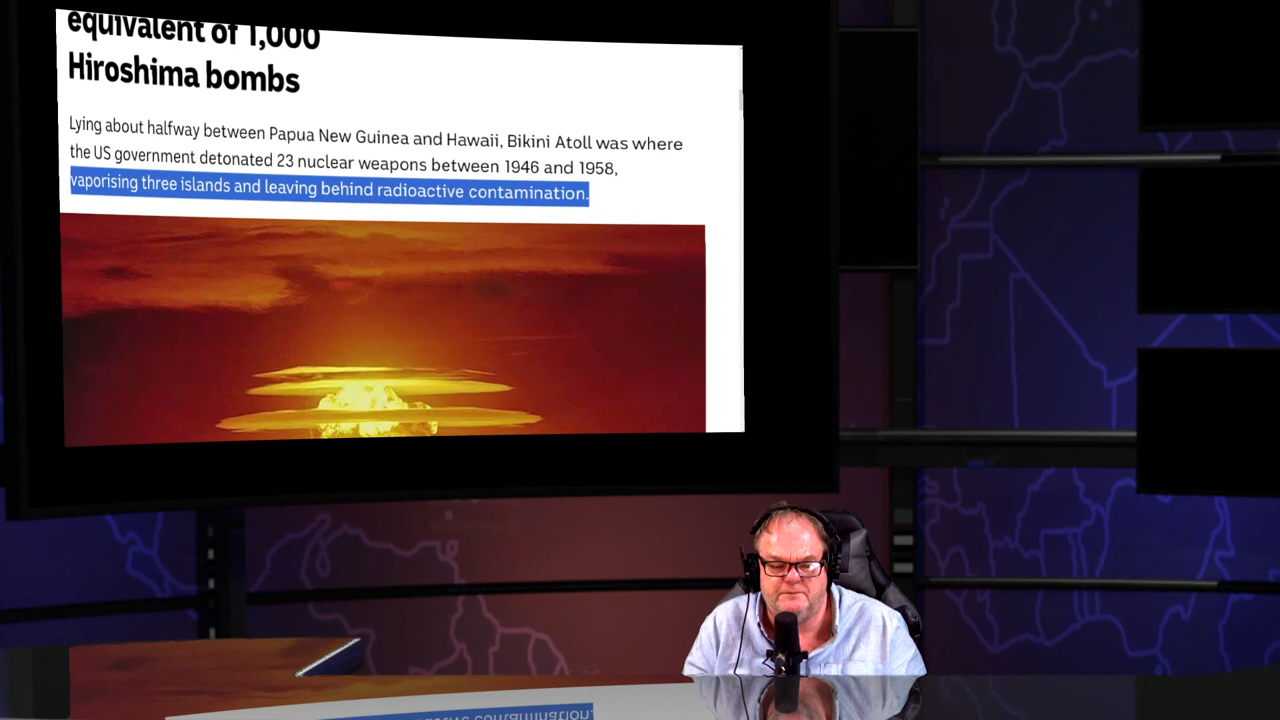 equivalent of 1,000
Hiroshima bombs
Lying about halfway between Papua New Guinea and Hawaii, Bikini Atoll was where
the US government detonated 23 nuclear weapons between 1946 and 1958,
vaporising three islands and leaving behind radioactive contamination.
contamination.